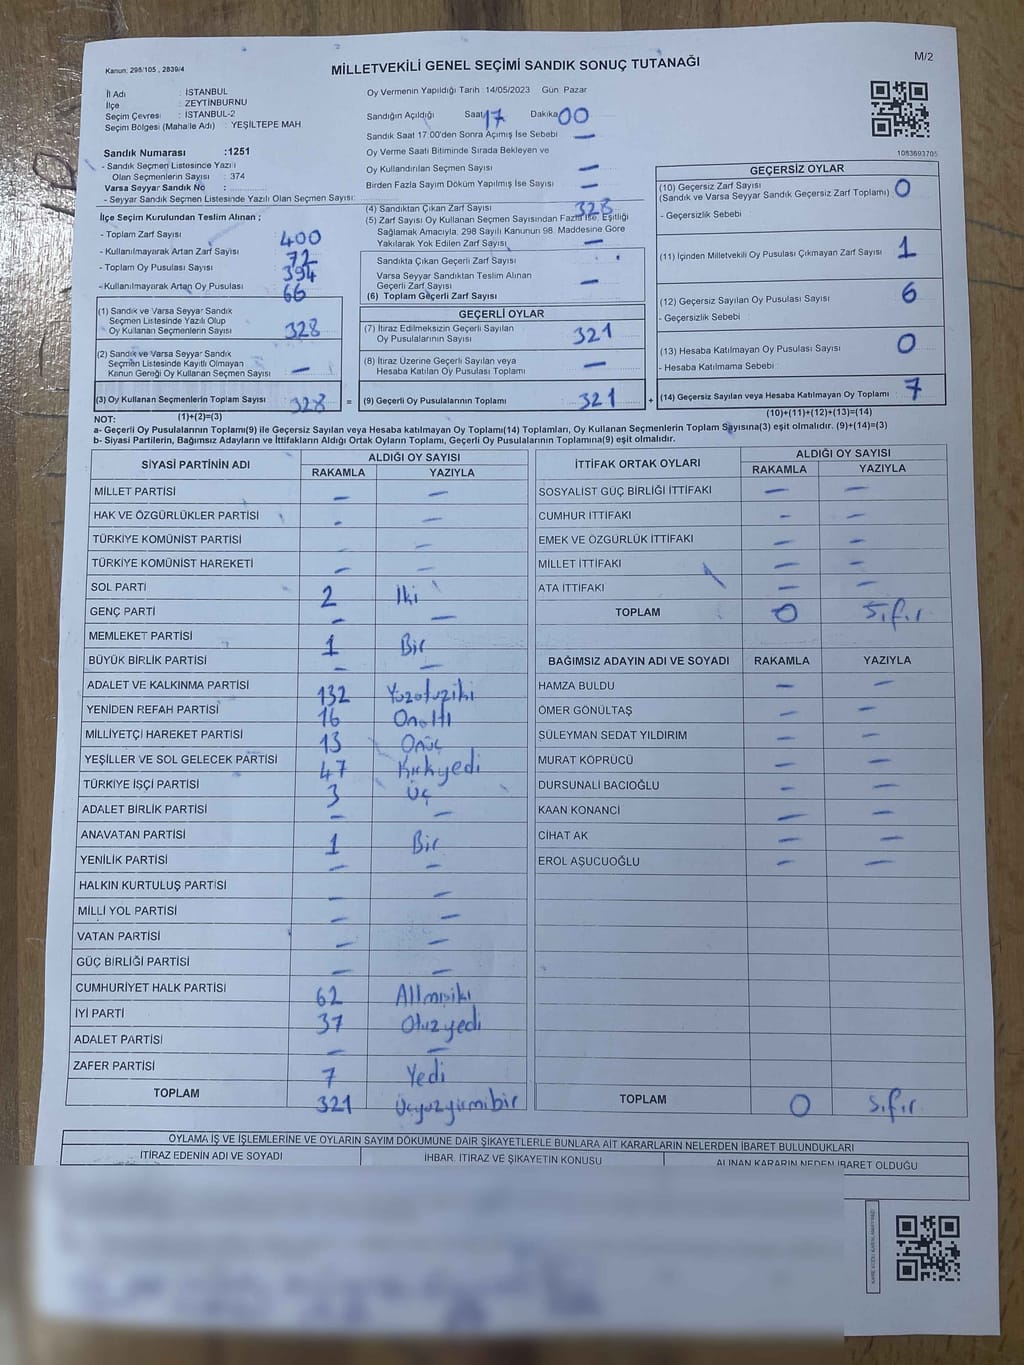 Kanun: 298/105 , 2839/4
MİLLETVEKİLİ GENEL SEÇİMİ SANDIK SONUÇ TUTANAĞI
M/2
İl Adı : İSTANBUL
İlçe : ZEYTİNBURNU
Seçim Çevresi : İSTANBUL-2
Seçim Bölgesi (Mahalle Adı) : YEŞİLTEPE MAH
Sandık Numarası :1251
- Sandık Seçmen Listesinde Yazılı
Olan Seçmenlerin Sayısı : 374
Varsa Seyyar Sandık No :
- Seyyar Sandık Seçmen Listesinde Yazılı Olan Seçmen Sayısı:
İlçe Seçim Kurulundan Teslim Alınan ;
- Toplam Zarf Sayısı : 400
- Kullanılmayarak Artan Zarf Sayısı : 72
- Toplam Oy Pusulası Sayısı : 394
- Kullanılmayarak Artan Oy Pusulası : 66
(1) Sandık ve Varsa Seyyar Sandık
Seçmen Listesinde Yazılı Olup
Oy Kullanan Seçmenlerin Sayısı : 328
(2) Sandık ve Varsa Seyyar Sandık
Seçmen Listesinde Kayıtlı Olmayan
Kanun Gereği Oy Kullanan Seçmen Sayısı : –
(3) Oy Kullanan Seçmenlerin Toplam Sayısı : 328 =
(1)+(2)=(3)
Oy Vermenin Yapıldığı Tarih : 14/05/2023 Gün : Pazar
Sandığın Açıldığı Saat 17 Dakika 00
Sandık Saat 17.00'den Sonra Açılmış İse Sebebi : –
Oy Verme Saati Bitiminde Sırada Bekleyen ve
Oy Kullandırılan Seçmen Sayısı : –
Birden Fazla Sayım Döküm Yapılmış İse Sayısı : –
(4) Sandıktan Çıkan Zarf Sayısı : 328
(5) Zarf Sayısı Oy Kullanan Seçmen Sayısından Fazla İse, Eşitliği
Sağlamak Amacıyla, 298 Sayılı Kanunun 98. Maddesine Göre
Yakılarak Yok Edilen Zarf Sayısı : –
Sandıkta Çıkan Geçerli Zarf Sayısı :
Varsa Seyyar Sandıktan Teslim Alınan
Geçerli Zarf Sayısı : –
(6) Toplam Geçerli Zarf Sayısı
GEÇERLİ OYLAR
(7) İtiraz Edilmeksizin Geçerli Sayılan
Oy Pusulalarının Sayısı : 321
(8) İtiraz Üzerine Geçerli Sayılan veya
Hesaba Katılan Oy Pusulası Toplamı : –
(9) Geçerli Oy Pusulalarının Toplamı : 321 +
1083693705
GEÇERSİZ OYLAR
(10) Geçersiz Zarf Sayısı : 0
(Sandık ve Varsa Seyyar Sandık Geçersiz Zarf Toplamı)
- Geçersizlik Sebebi :
(11) İçinden Milletvekili Oy Pusulası Çıkmayan Zarf Sayısı : 1
(12) Geçersiz Sayılan Oy Pusulası Sayısı : 6
- Geçersizlik Sebebi :
(13) Hesaba Katılmayan Oy Pusulası Sayısı : 0
- Hesaba Katılmama Sebebi :
(14) Geçersiz Sayılan veya Hesaba Katılmayan Oy Toplamı : 7
(10)+(11)+(12)+(13)=(14)
NOT:
a- Geçerli Oy Pusulalarının Toplamı(9) ile Geçersiz Sayılan veya Hesaba katılmayan Oy Toplamı(14) Toplamları, Oy Kullanan Seçmenlerin Toplam Sayısına(3) eşit olmalıdır. (9)+(14)=(3)
b- Siyasi Partilerin, Bağımsız Adayların ve İttifakların Aldığı Ortak Oyların Toplamı, Geçerli Oy Pusulalarının Toplamına(9) eşit olmalıdır.
SİYASİ PARTİNİN ADI ALDIĞI OY SAYISI
RAKAMLA YAZIYLA
MİLLET PARTİSİ – –
HAK VE ÖZGÜRLÜKLER PARTİSİ – –
TÜRKİYE KOMÜNİST PARTİSİ – –
TÜRKİYE KOMÜNİST HAREKETİ – –
SOL PARTİ 2 İki
GENÇ PARTİ – –
MEMLEKET PARTİSİ 1 Bir
BÜYÜK BİRLİK PARTİSİ – –
ADALET VE KALKINMA PARTİSİ 132 Yüzotuziki
YENİDEN REFAH PARTİSİ 16 Onaltı
MİLLİYETÇİ HAREKET PARTİSİ 13 Onüç
YEŞİLLER VE SOL GELECEK PARTİSİ 47 Kırkyedi
TÜRKİYE İŞÇİ PARTİSİ 3 Üç
ADALET BİRLİK PARTİSİ – –
ANAVATAN PARTİSİ 1 Bir
YENİLİK PARTİSİ – –
HALKIN KURTULUŞ PARTİSİ – –
MİLLİ YOL PARTİSİ – –
VATAN PARTİSİ – –
GÜÇ BİRLİĞİ PARTİSİ – –
CUMHURİYET HALK PARTİSİ 62 Altmışiki
İYİ PARTİ 37 Otuzyedi
ADALET PARTİSİ – –
ZAFER PARTİSİ 7 Yedi
TOPLAM 321 Üçyüzyirmibir
İTTİFAK ORTAK OYLARI ALDIĞI OY SAYISI
RAKAMLA YAZIYLA
SOSYALİST GÜÇ BİRLİĞİ İTTİFAKI – –
CUMHUR İTTİFAKI – –
EMEK VE ÖZGÜRLÜK İTTİFAKI – –
MİLLET İTTİFAKI – –
ATA İTTİFAKI – –
TOPLAM 0 Sıfır
BAĞIMSIZ ADAYIN ADI VE SOYADI RAKAMLA YAZIYLA
HAMZA BULDU – –
ÖMER GÖNÜLTAŞ – –
SÜLEYMAN SEDAT YILDIRIM – –
MURAT KÖPRÜCÜ – –
DURSUNALİ BACIOĞLU – –
KAAN KONANCİ – –
CİHAT AK – –
EROL AŞUCUOĞLU – –
TOPLAM 0 Sıfır
OYLAMA İŞ VE İŞLEMLERİNE VE OYLARIN SAYIM DÖKÜMÜNE DAİR ŞİKAYETLERLE BUNLARA AİT KARARLARIN NELERDEN İBARET BULUNDUKLARI
İTİRAZ EDENİN ADI VE SOYADI İHBAR, İTİRAZ VE ŞİKAYETİN KONUSU ALINAN KARARIN NEDEN İBARET OLDUĞU